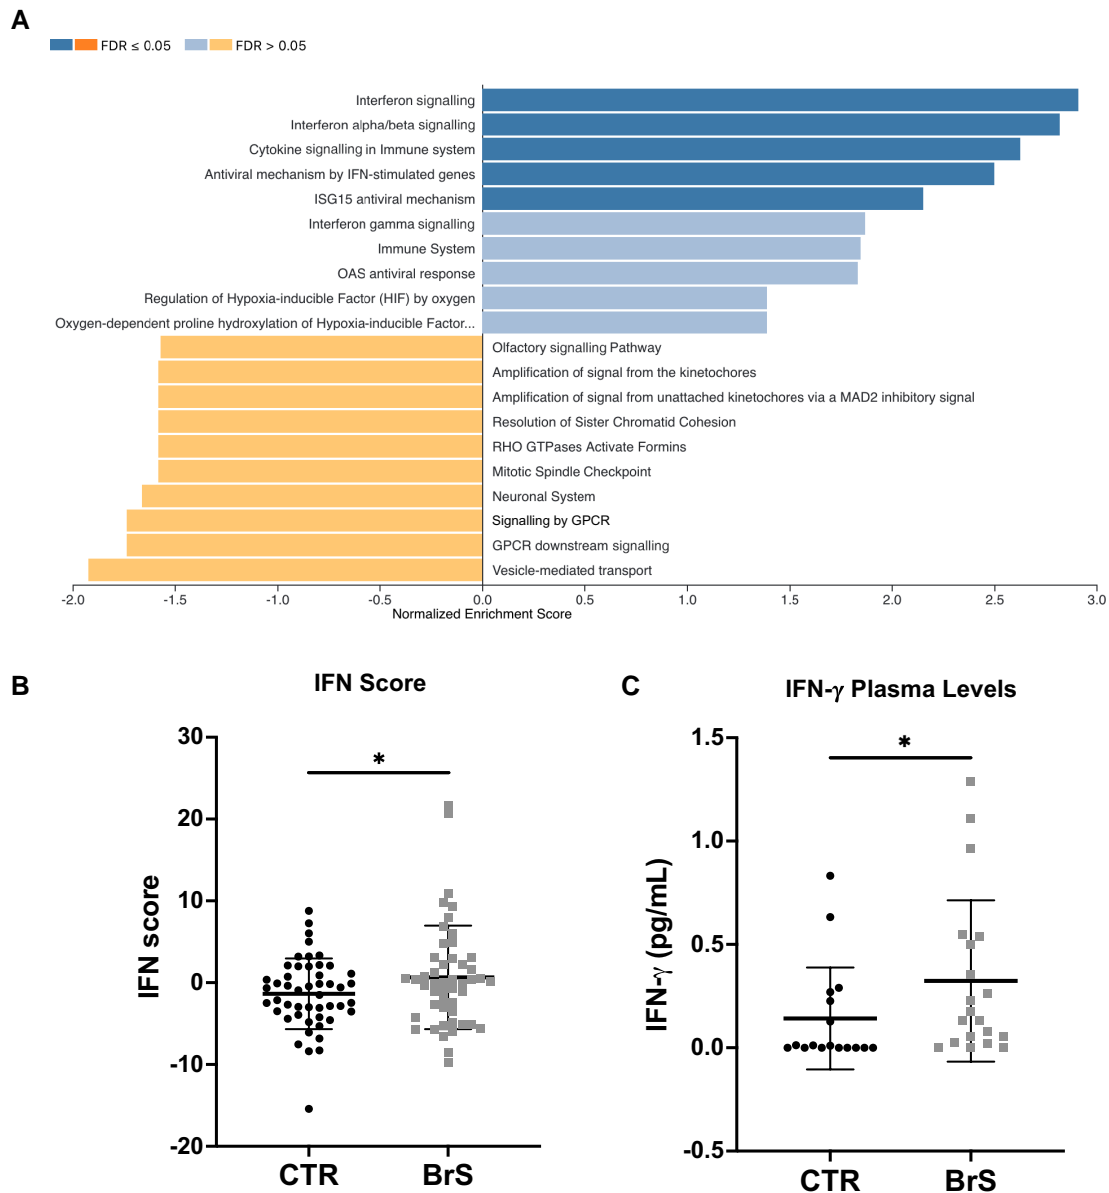 A
FDR ≤ 0.05 FDR > 0.05
Interferon signalling
Interferon alpha/beta signalling
Cytokine signalling in Immune system
Antiviral mechanism by IFN-stimulated genes
ISG15 antiviral mechanism
Interferon gamma signalling
Immune System
OAS antiviral response
Regulation of Hypoxia-inducible Factor (HIF) by oxygen
Oxygen-dependent proline hydroxylation of Hypoxia-inducible Factor...
Olfactory signalling Pathway
Amplification of signal from the kinetochores
Amplification of signal from unattached kinetochores via a MAD2 inhibitory signal
Resolution of Sister Chromatid Cohesion
RHO GTPases Activate Formins
Mitotic Spindle Checkpoint
Neuronal System
Signalling by GPCR
GPCR downstream signalling
Vesicle-mediated transport
-2.0 -1.5 -1.0 -0.5 0.0 0.5 1.0 1.5 2.0 2.5 3.0
Normalized Enrichment Score
B
IFN Score
30
20
10
0
-10
-20
IFN score
*
CTR BrS
C
IFN-γ Plasma Levels
1.5
1.0
0.5
0.0
-0.5
IFN-γ (pg/mL)
*
CTR BrS